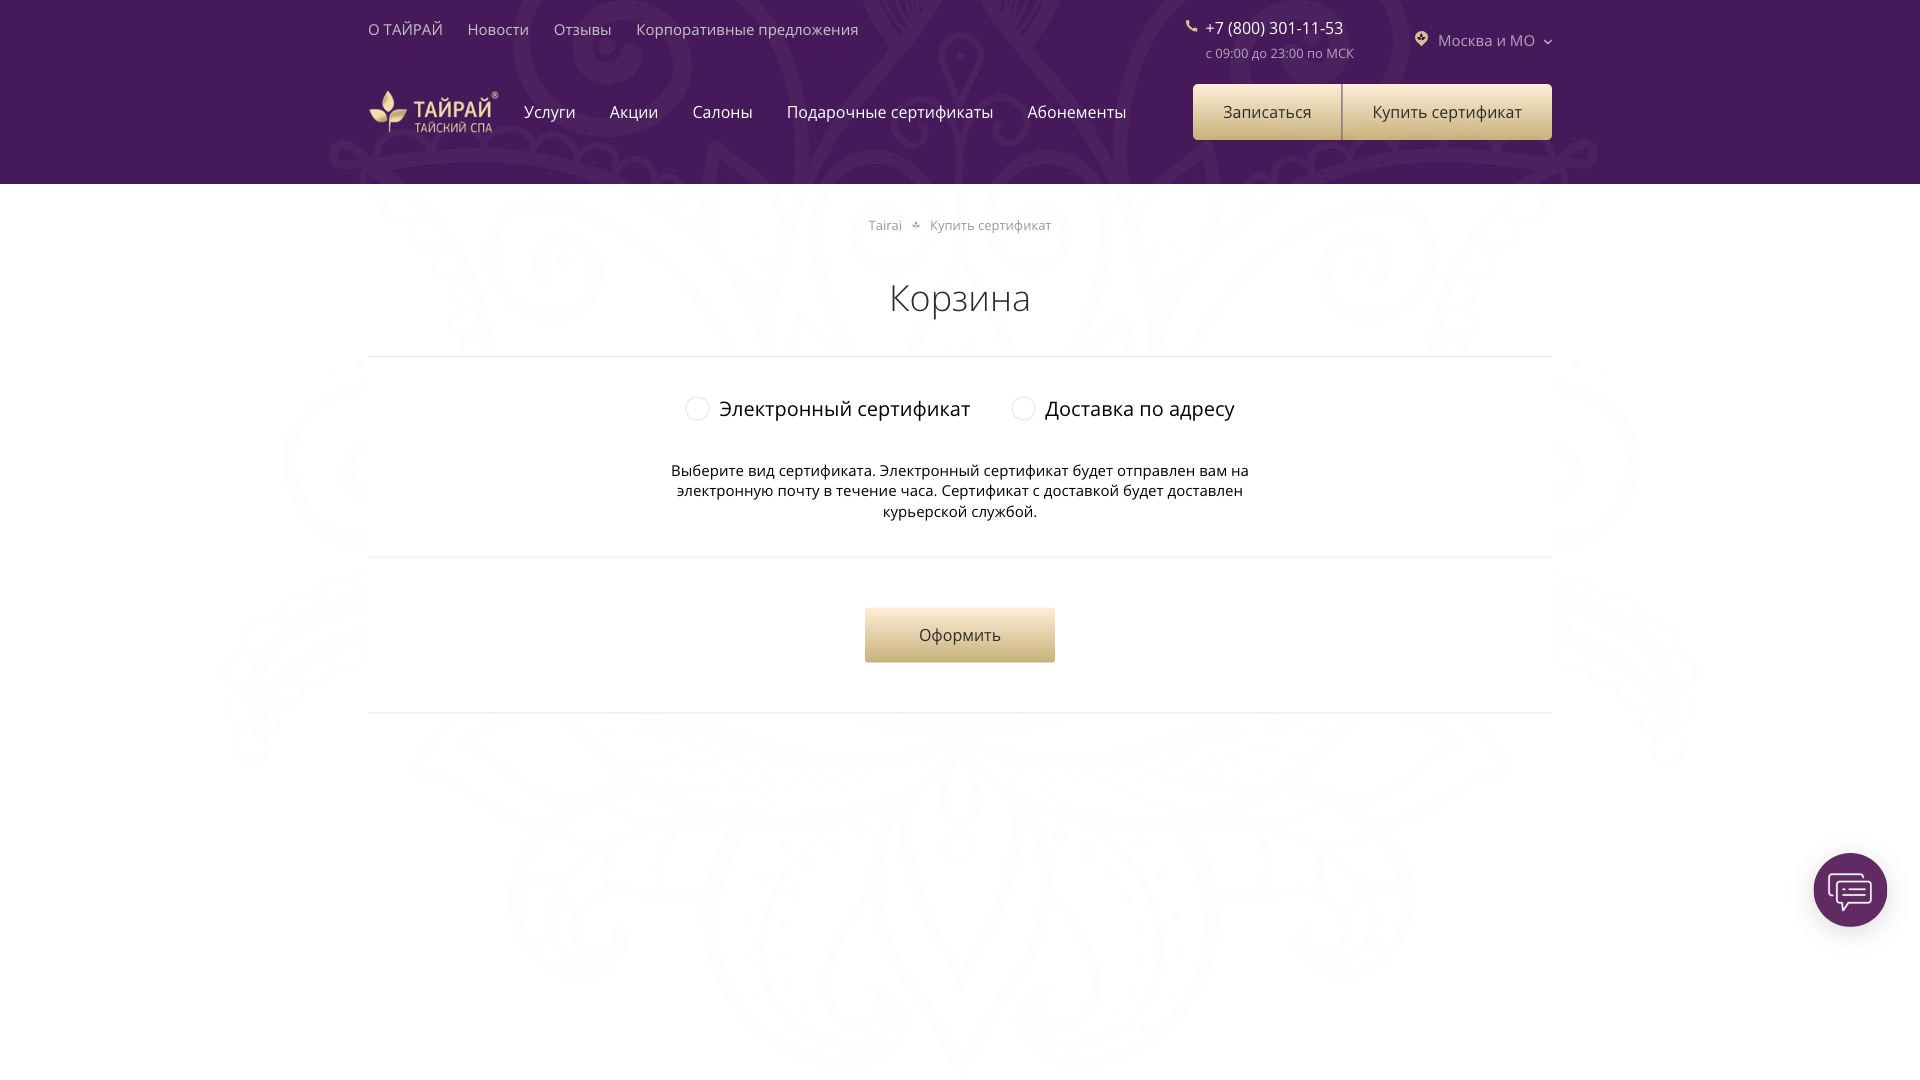 О ТАЙРАЙ
Новости
Отзывы
Корпоративные предложения
+7 (800) 301-11-53
с 09:00 до 23:00 по МСК
Москва и МО
ТАЙРАЙ®
ТАЙСКИЙ СПА
Услуги
Акции
Салоны
Подарочные сертификаты
Абонементы
Записаться
Купить сертификат
Tairai
Купить сертификат
Корзина
Электронный сертификат
Доставка по адресу
Выберите вид сертификата. Электронный сертификат будет отправлен вам на
электронную почту в течение часа. Сертификат с доставкой будет доставлен
курьерской службой.
Оформить